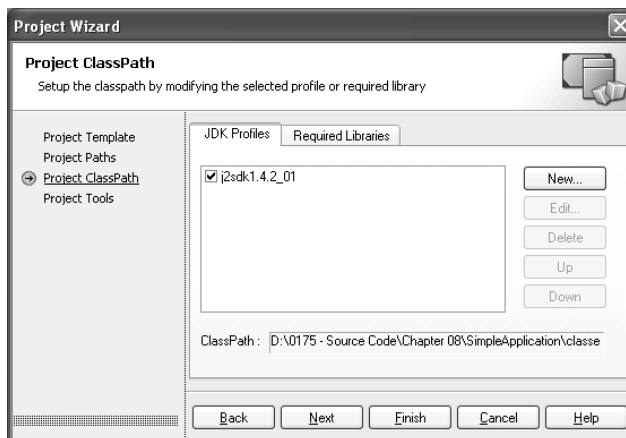 Project Wizard
Project ClassPath
Setup the classpath by modifying the selected profile or required library
Project Template
Project Paths
Project ClassPath
Project Tools
JDK Profiles
Required Libraries
j2sdk1.4.2_01
New...
Edit...
Delete
Up
Down
ClassPath : D:\0175 - Source Code\Chapter 08\SimpleApplication\classe
Back Next Finish Cancel Help